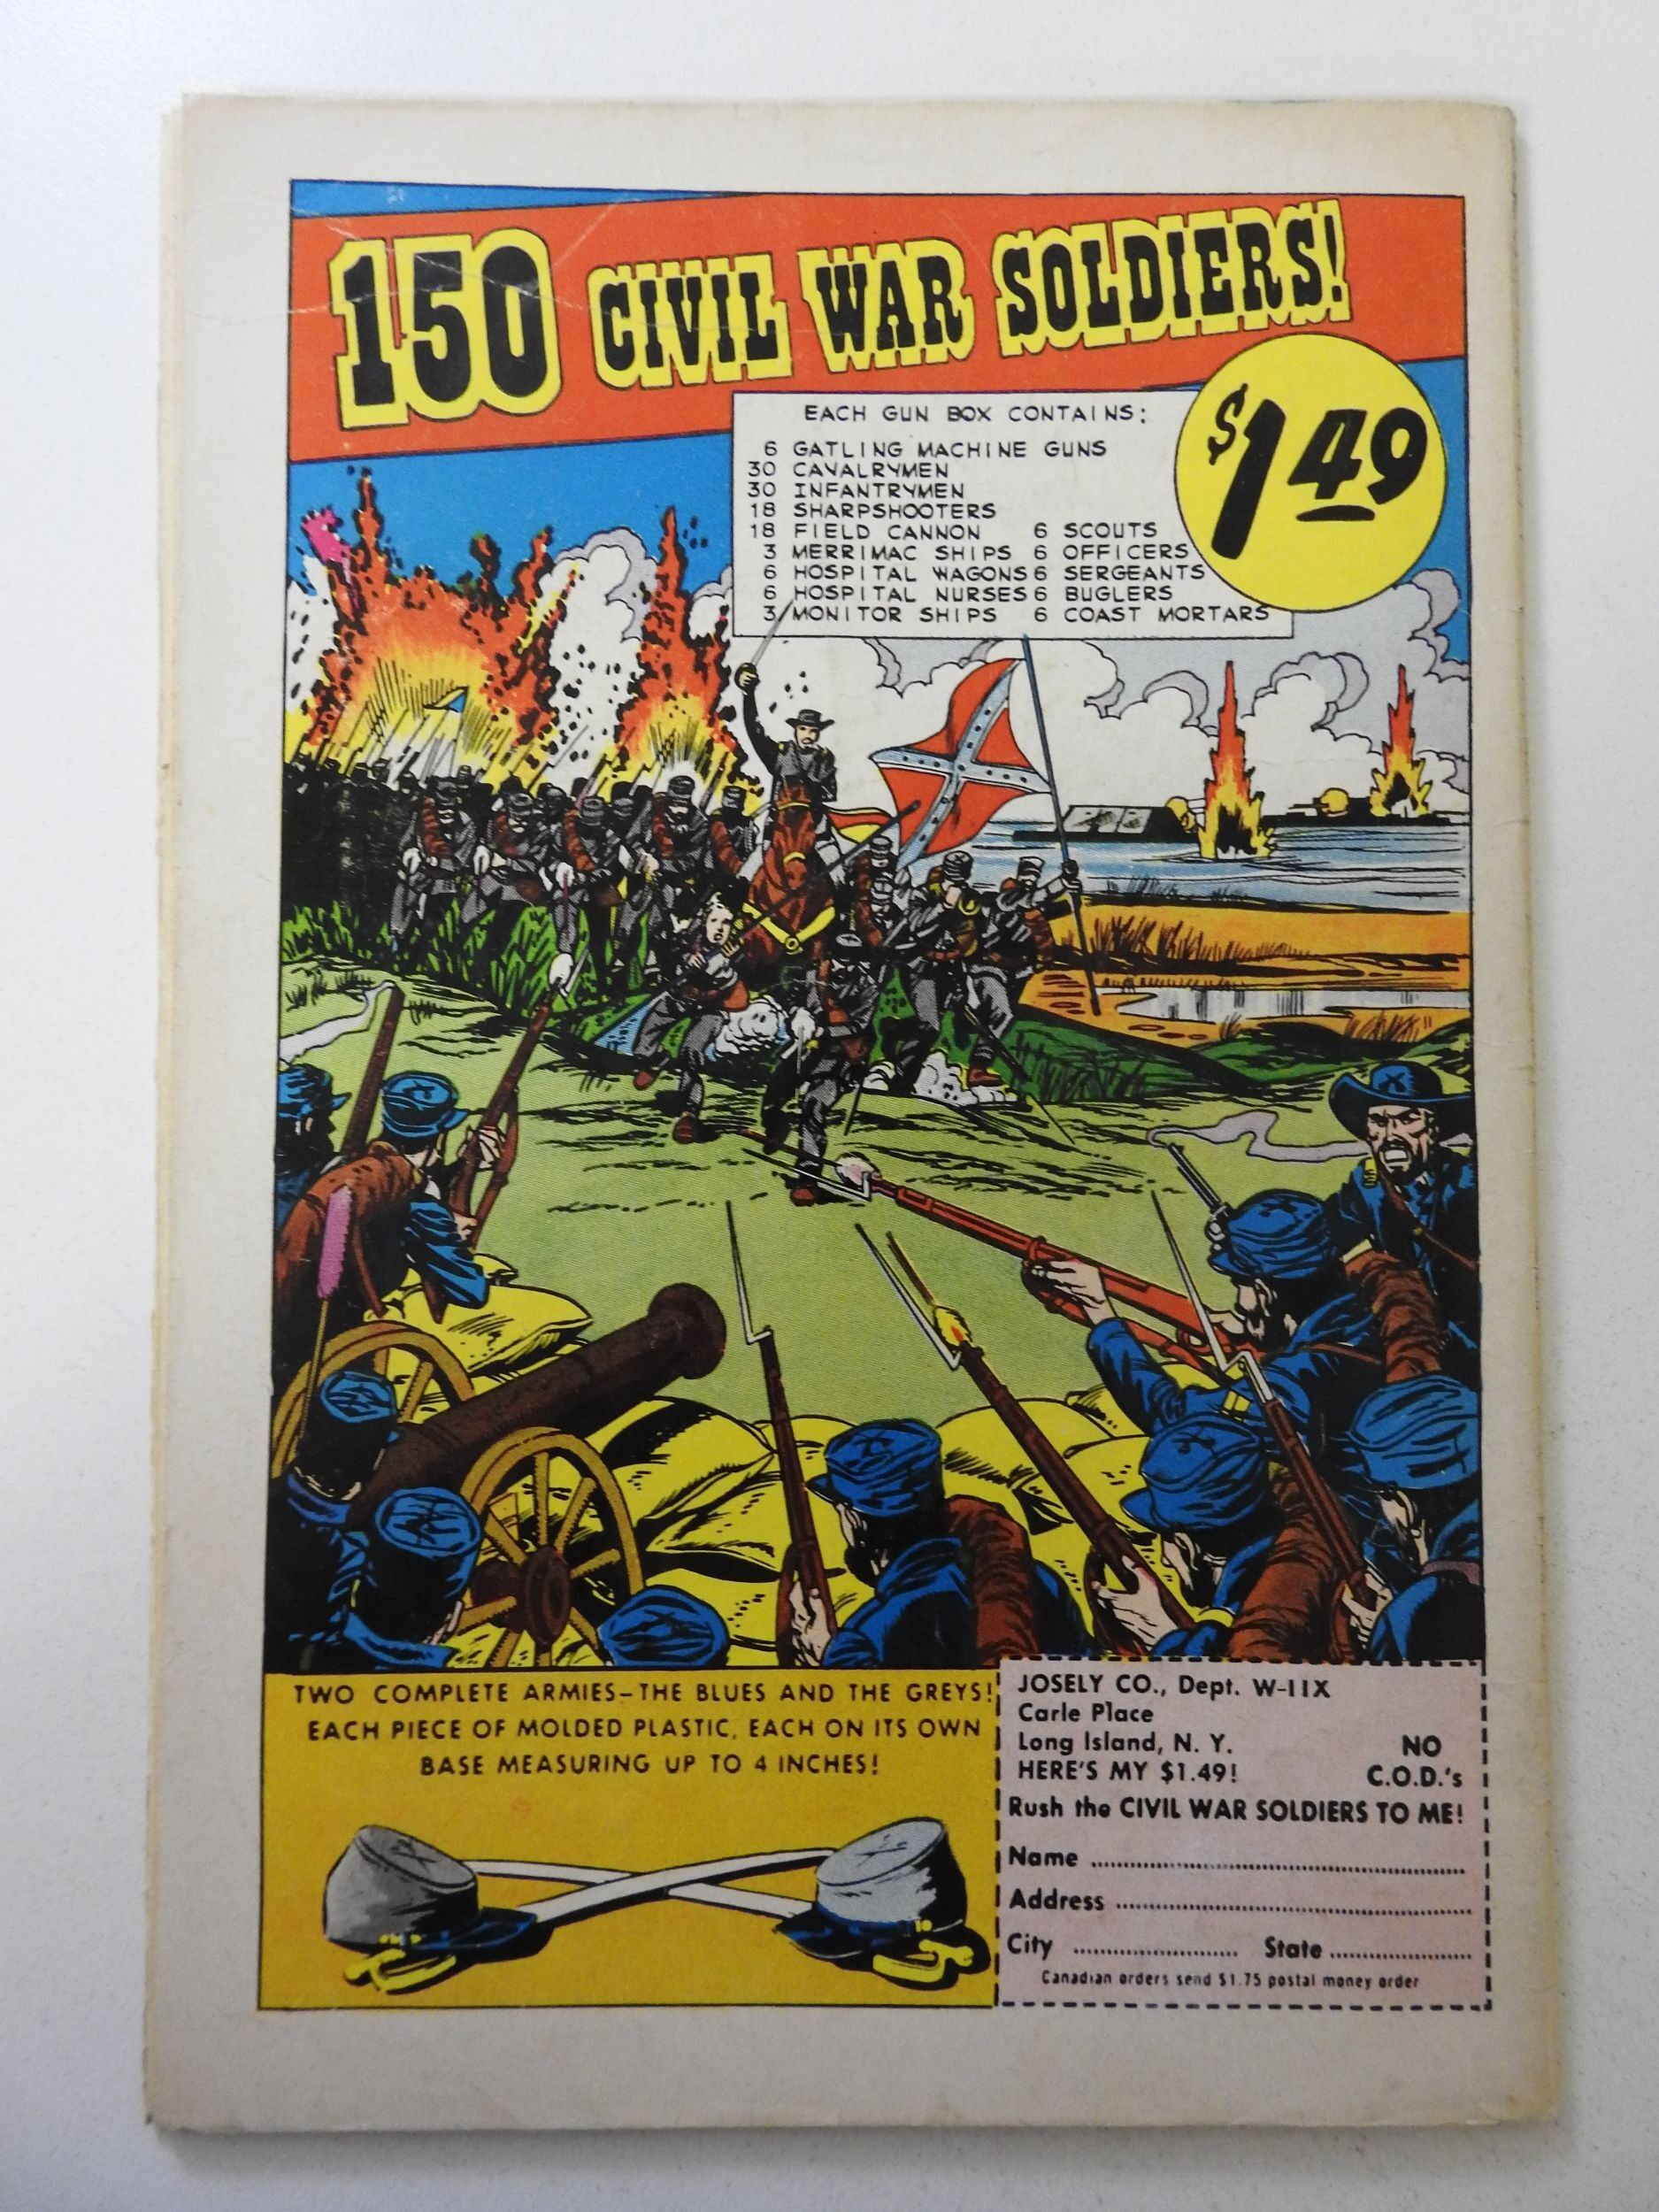 150 CIVIL WAR SOLDIERS!
$1.49
EACH GUN BOX CONTAINS:
6 GATLING MACHINE GUNS
30 CAVALRYMEN
30 INFANTRYMEN
18 SHARPSHOOTERS
18 FIELD CANNON 6 SCOUTS
3 MERRIMAC SHIPS 6 OFFICERS
6 HOSPITAL WAGONS 6 SERGEANTS
6 HOSPITAL NURSES 6 BUGLERS
3 MONITOR SHIPS 6 COAST MORTARS
TWO COMPLETE ARMIES–THE BLUES AND THE GREYS!
EACH PIECE OF MOLDED PLASTIC, EACH ON ITS OWN
BASE MEASURING UP TO 4 INCHES!
JOSELY CO., Dept. W-11X
Carle Place
Long Island, N. Y. NO
HERE'S MY $1.49! C.O.D.'s
Rush the CIVIL WAR SOLDIERS TO ME!
Name
Address
City State
Canadian orders send $1.75 postal money order